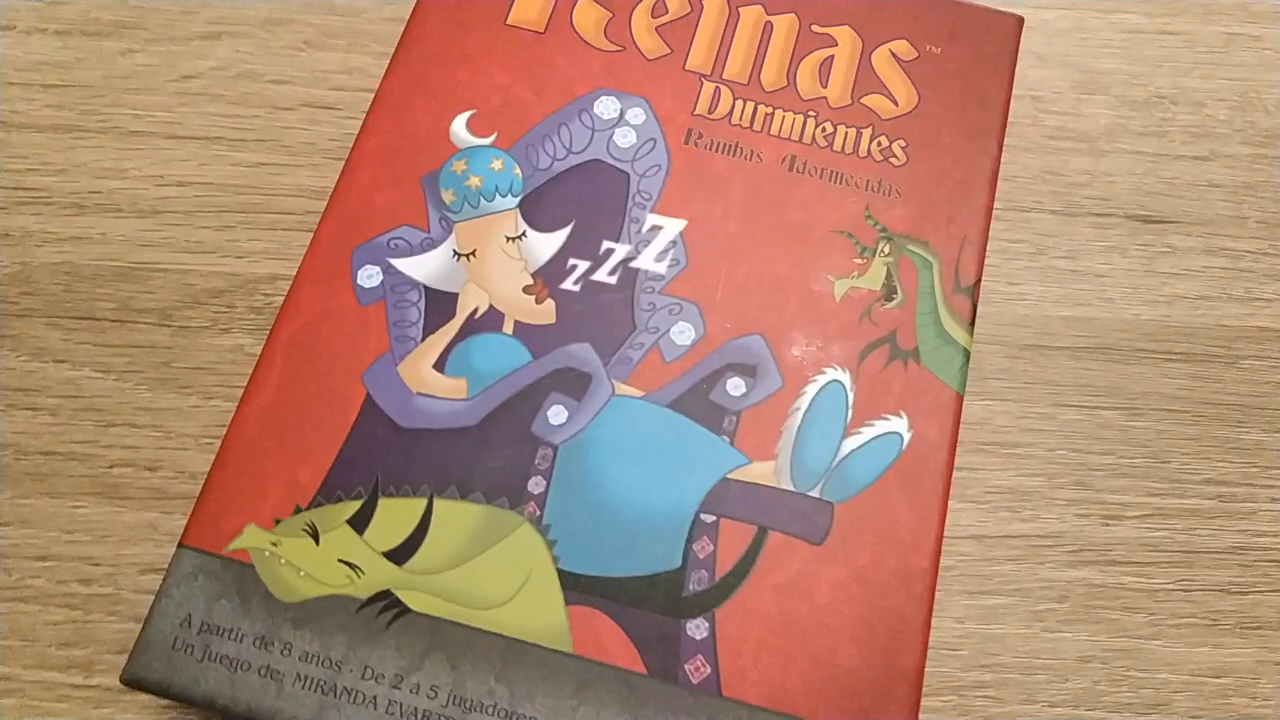 Reinas™
Durmientes
Rainhas Adormecidas
z z Z
A partir de 8 años · De 2 a 5 jugadores
Un juego de: MIRANDA EVARTS